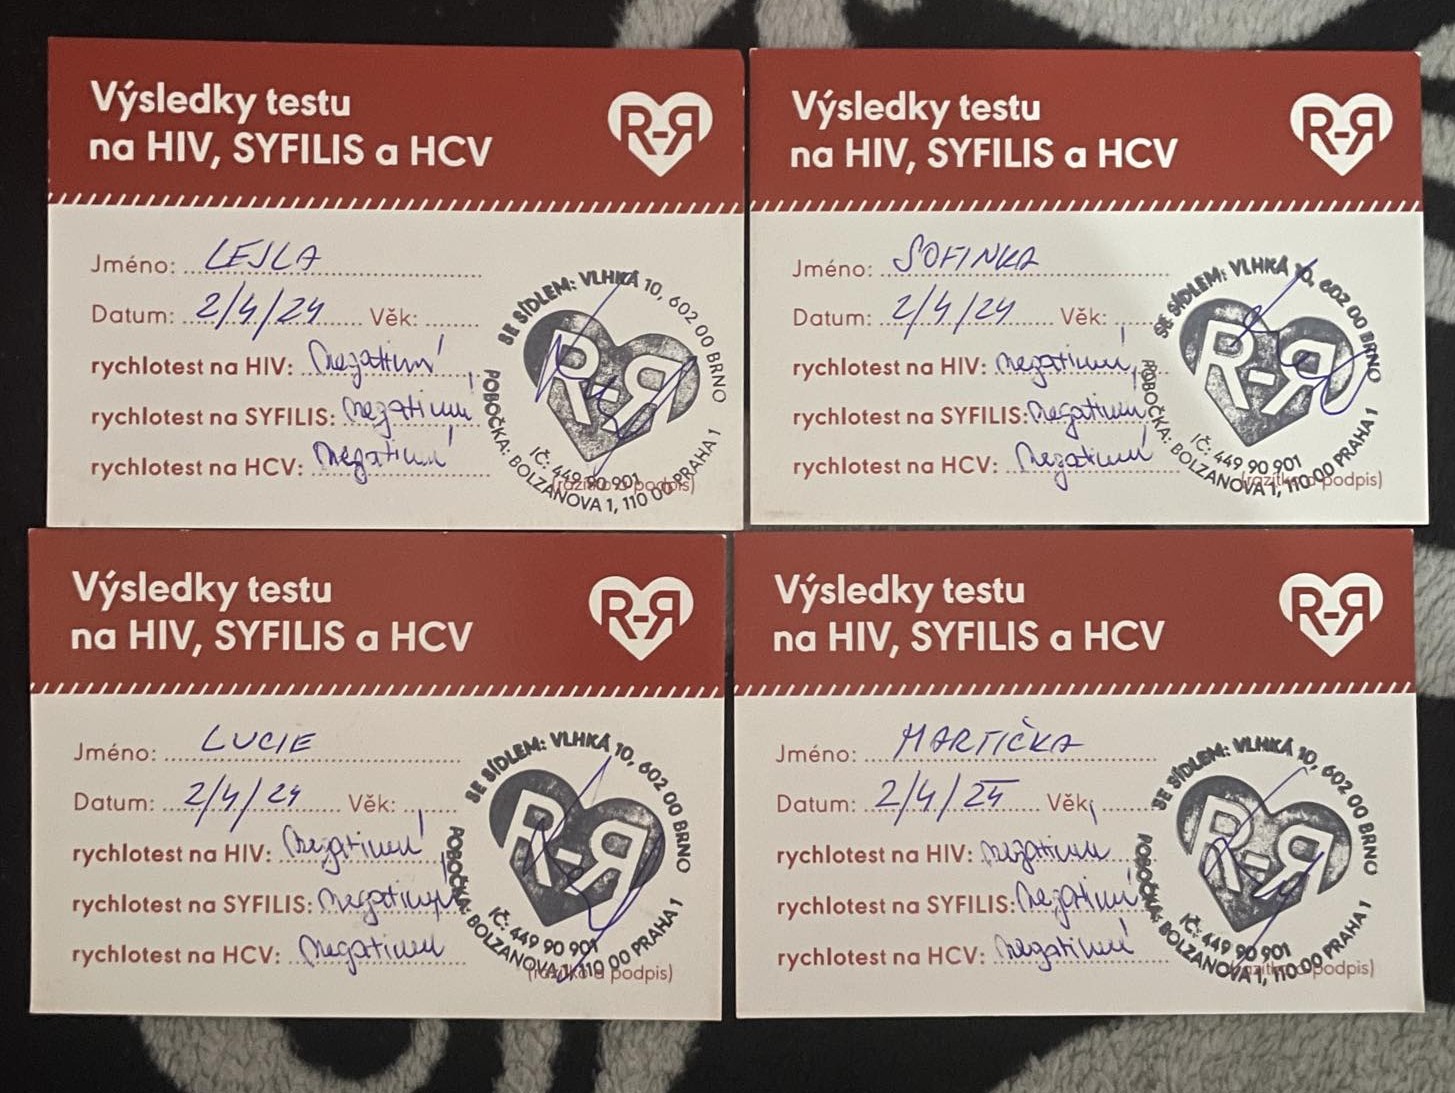 Výsledky testu
na HIV, SYFILIS a HCV
R-R
Jméno: LEJLA
Datum: 2/4/24 Věk:
rychlotest na HIV: negativní
rychlotest na SYFILIS: negativní
rychlotest na HCV: negativní
SE SÍDLEM: VLHKÁ 10, 602 00 BRNO
R-R
IČ: 449 90 901
POBOČKA: BOLZANOVA 1, 110 00 PRAHA 1
(razítko a podpis)
Výsledky testu
na HIV, SYFILIS a HCV
R-R
Jméno: SOFINKA
Datum: 2/4/24 Věk:
rychlotest na HIV: negativní
rychlotest na SYFILIS: negativní
rychlotest na HCV: negativní
SE SÍDLEM: VLHKÁ 10, 602 00 BRNO
R-R
IČ: 449 90 901
POBOČKA: BOLZANOVA 1, 110 00 PRAHA 1
(razítko a podpis)
Výsledky testu
na HIV, SYFILIS a HCV
R-R
Jméno: LUCIE
Datum: 2/4/24 Věk:
rychlotest na HIV: negativní
rychlotest na SYFILIS: negativní
rychlotest na HCV: negativní
SE SÍDLEM: VLHKÁ 10, 602 00 BRNO
R-R
IČ: 449 90 901
POBOČKA: BOLZANOVA 1, 110 00 PRAHA 1
(razítko a podpis)
Výsledky testu
na HIV, SYFILIS a HCV
R-R
Jméno: MARTIČKA
Datum: 2/4/25 Věk:
rychlotest na HIV: negativní
rychlotest na SYFILIS: negativní
rychlotest na HCV: negativní
SE SÍDLEM: VLHKÁ 10, 602 00 BRNO
R-R
IČ: 449 90 901
POBOČKA: BOLZANOVA 1, 110 00 PRAHA 1
(razítko a podpis)